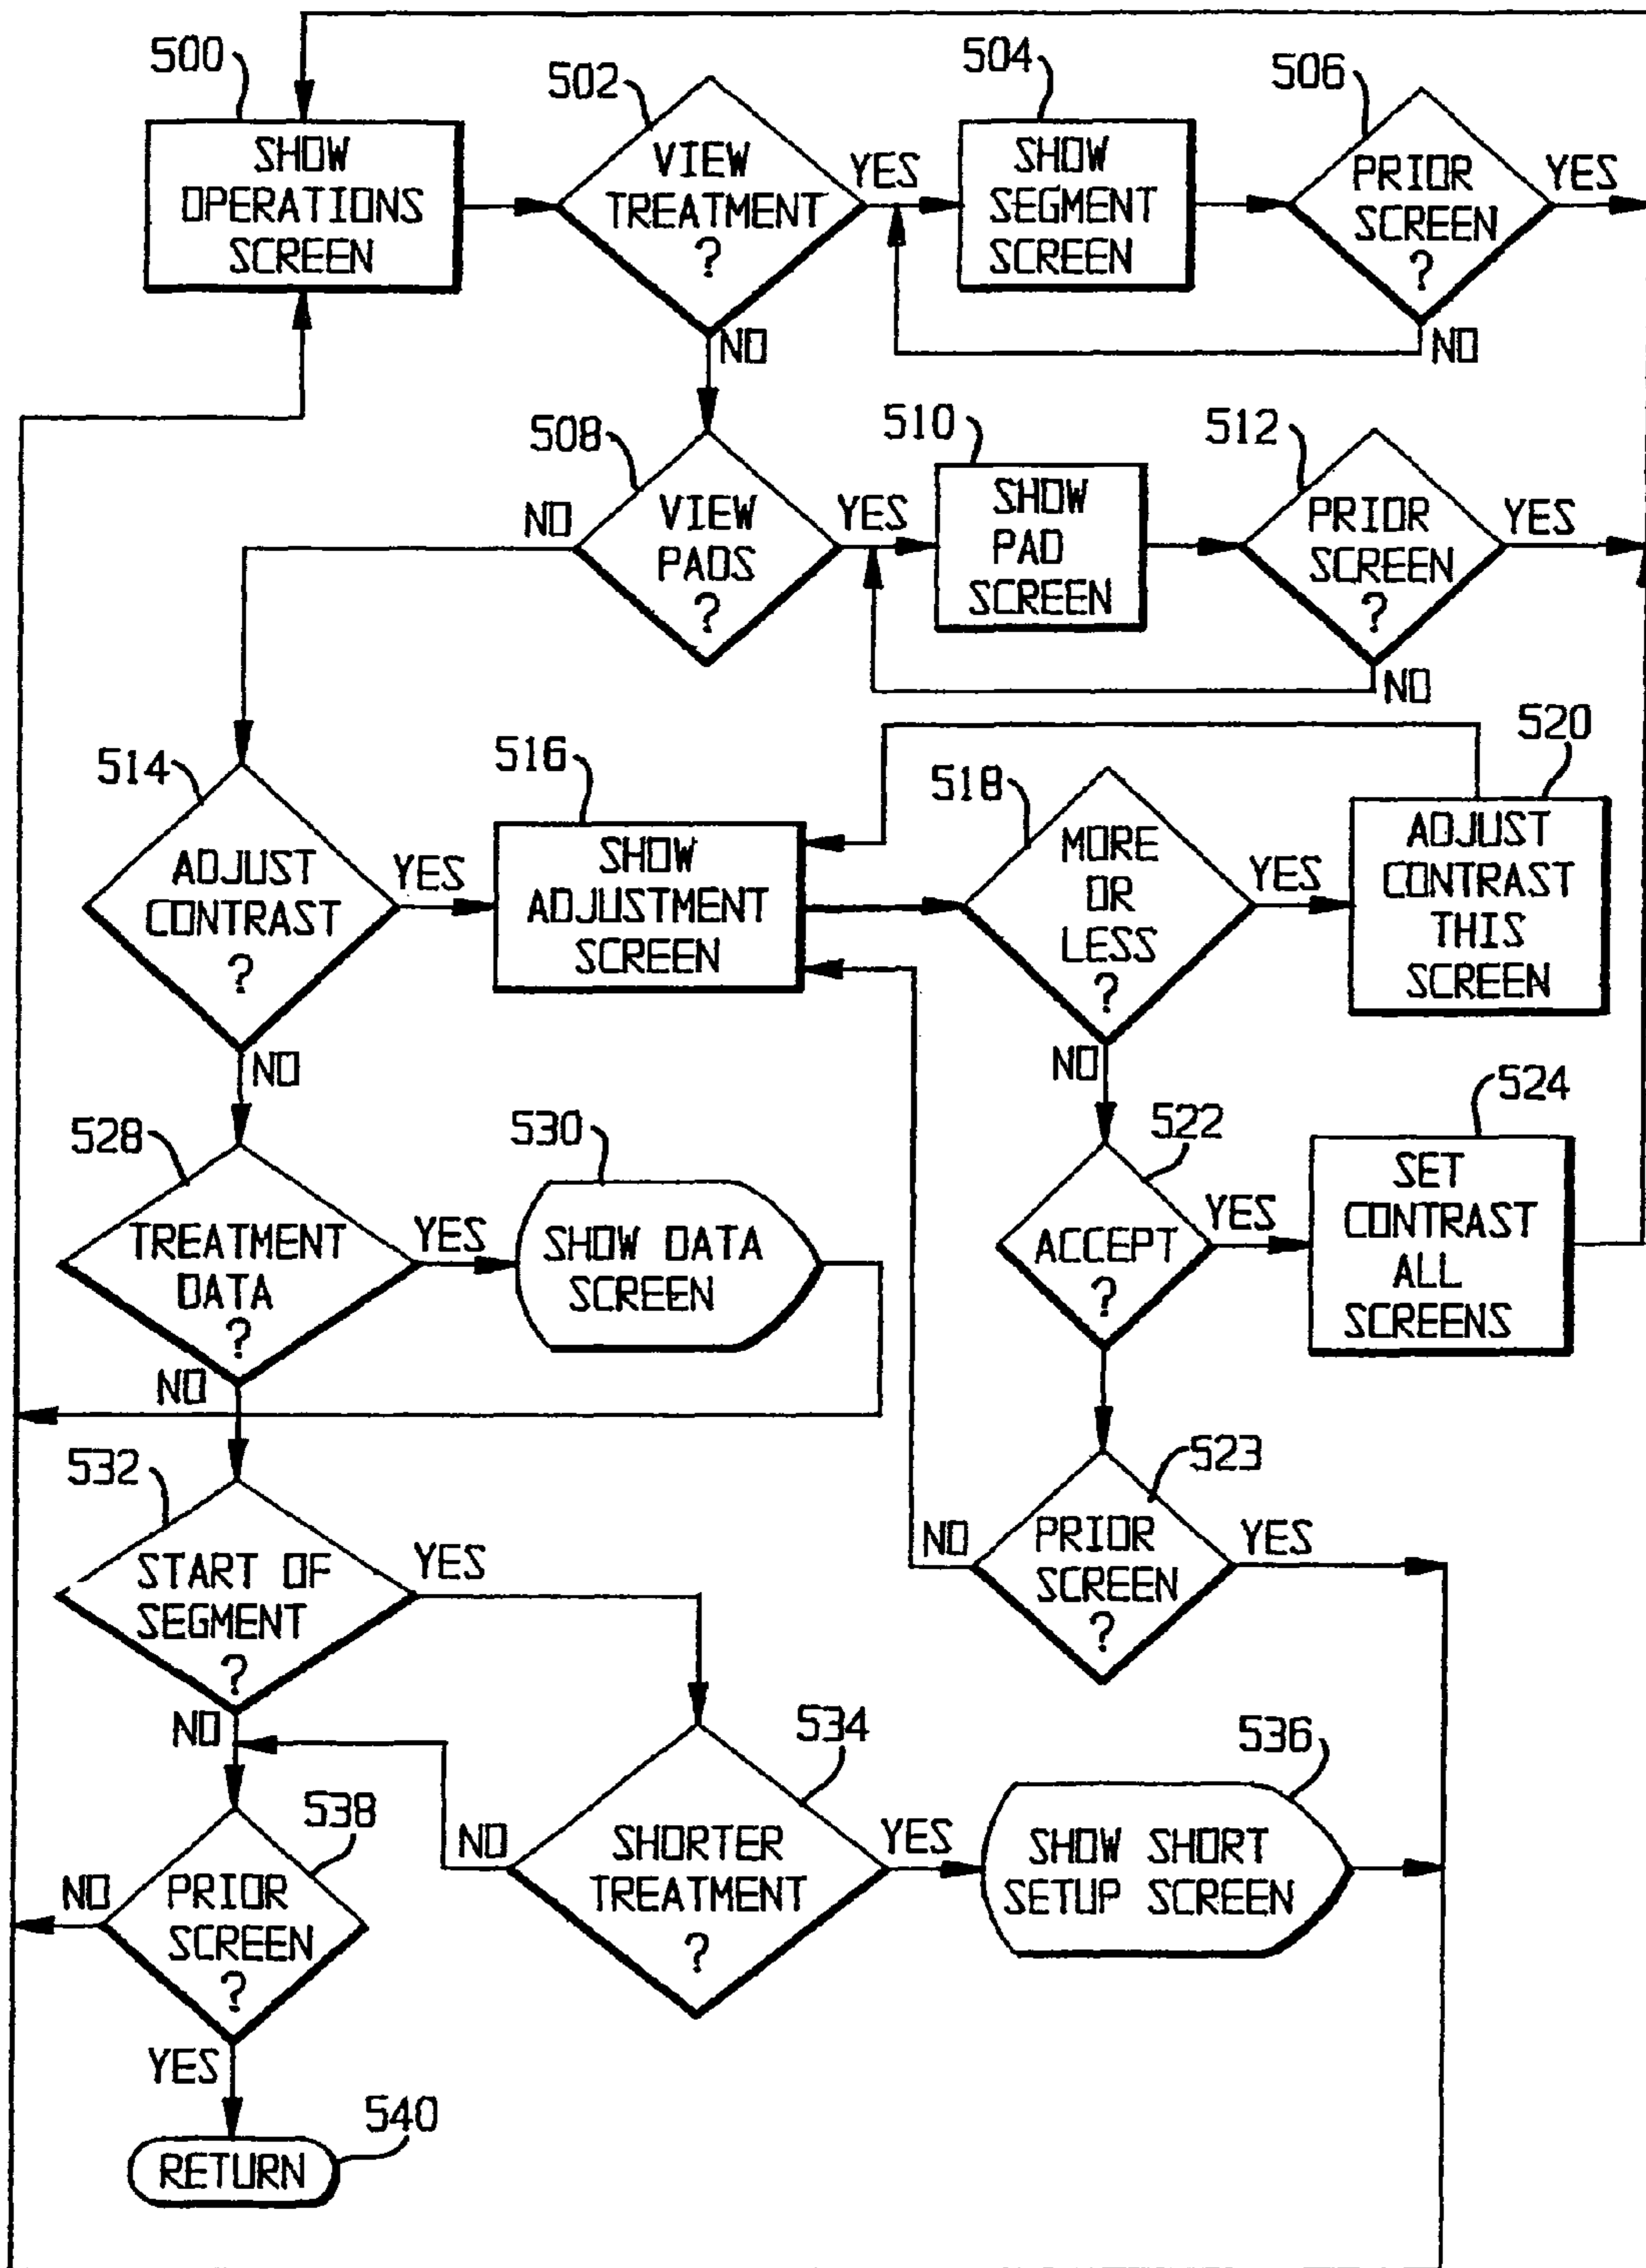 500
SHOW
OPERATIONS
SCREEN
502
VIEW
TREATMENT
?
YES
NO
504
SHOW
SEGMENT
SCREEN
506
PRIOR
SCREEN
?
YES
NO
508
VIEW
PADS
?
NO
YES
510
SHOW
PAD
SCREEN
512
PRIOR
SCREEN
?
YES
NO
514
ADJUST
CONTRAST
?
YES
NO
516
SHOW
ADJUSTMENT
SCREEN
518
MORE
OR
LESS
?
YES
NO
520
ADJUST
CONTRAST
THIS
SCREEN
522
ACCEPT
?
YES
524
SET
CONTRAST
ALL
SCREENS
528
TREATMENT
DATA
?
YES
NO
530
SHOW DATA
SCREEN
523
PRIOR
SCREEN
?
NO
YES
532
START OF
SEGMENT
?
YES
NO
534
SHORTER
TREATMENT
?
NO
YES
536
SHOW SHORT
SETUP SCREEN
538
PRIOR
SCREEN
?
NO
YES
540
RETURN